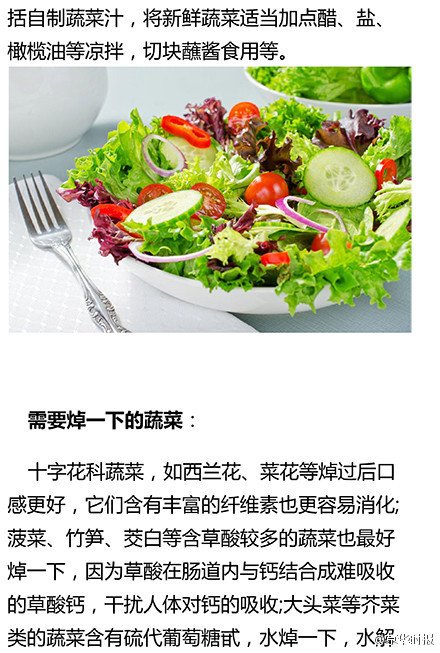 括自制蔬菜汁，将新鲜蔬菜适当加点醋、盐、
橄榄油等凉拌，切块蘸酱食用等。
需要焯一下的蔬菜：
十字花科蔬菜，如西兰花、菜花等焯过后口
感更好，它们含有丰富的纤维素也更容易消化;
菠菜、竹笋、茭白等含草酸较多的蔬菜也最好
焯一下，因为草酸在肠道内与钙结合成难吸收
的草酸钙，干扰人体对钙的吸收;大头菜等芥菜
类的蔬菜含有硫代葡萄糖甙，水焯一下，水解